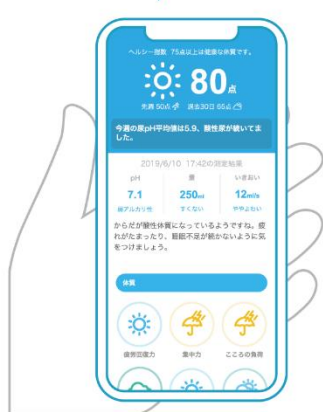 ヘルシー指数 75点以上は健康な体質です。
80点
先週 50点 過去30日 65点
今週の尿pH平均値は5.9、酸性尿が続いてま
した。
2019/6/10 17:42の測定結果
pH 量 いきおい
7.1 250ml 12ml/s
弱アルカリ性 すくない ややよわい
からだが酸性体質になっているようですね。疲
れがたまったり、睡眠不足が続かないように気
をつけましょう。
体質
疲労回復力 集中力 こころの負荷